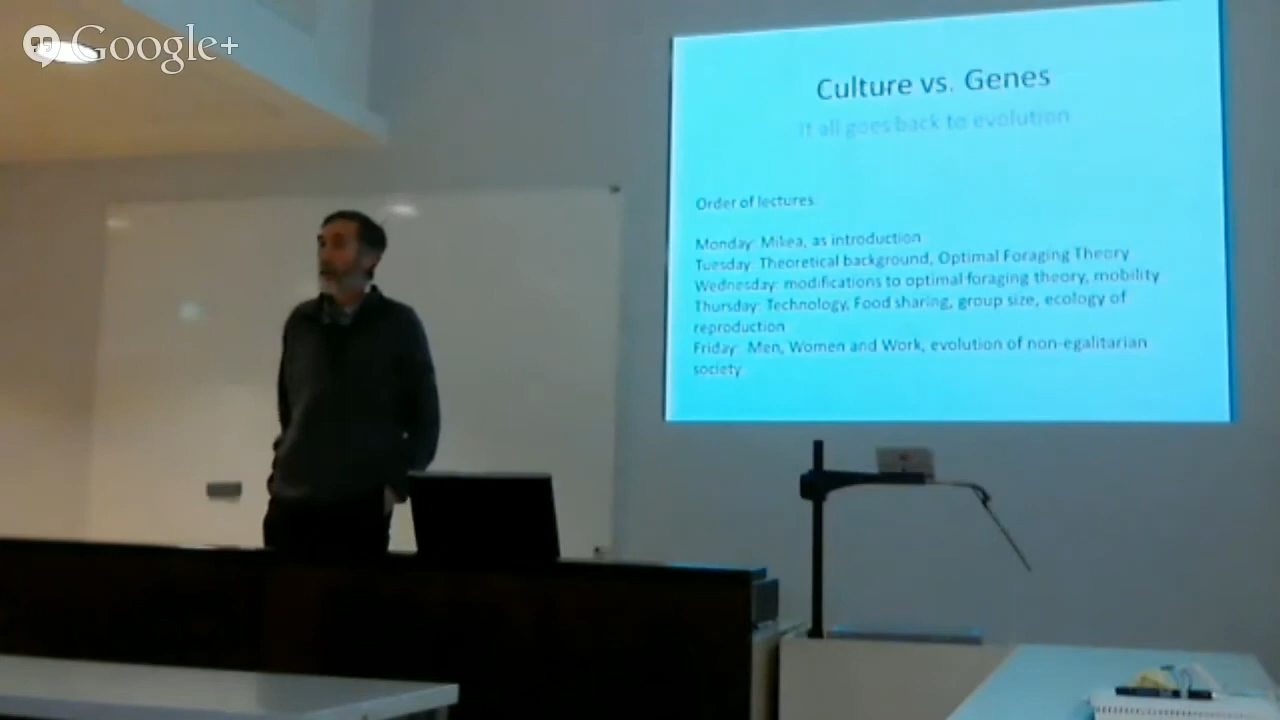 Google+
Culture vs. Genes
It all goes back to evolution
Order of lectures:
Monday: Mikea, as introduction
Tuesday: Theoretical background, Optimal Foraging Theory
Wednesday: modifications to optimal foraging theory, mobility
Thursday: Technology, Food sharing, group size, ecology of
reproduction
Friday: Men, Women and Work, evolution of non-egalitarian
society